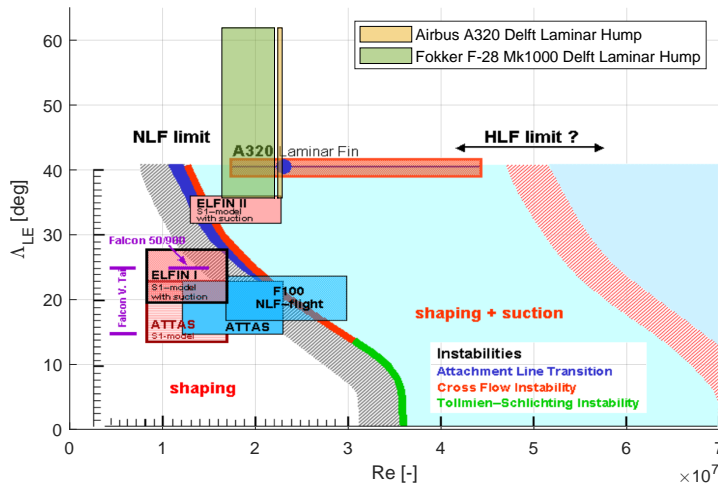 Airbus A320 Delft Laminar Hump
Fokker F-28 Mk1000 Delft Laminar Hump
NLF limit
HLF limit ?
A320 Laminar Fin
ELFIN II
S1-model
with suction
Falcon 50/900
ELFIN I
S1-model
with suction
Falcon V. Tail
F100
NLF-flight
ATTAS
S1-model
ATTAS
shaping + suction
shaping
Instabilities
Attachment Line Transition
Cross Flow Instability
Tollmien-Schlichting Instability
60
50
40
30
20
10
0
Λ_LE [deg]
0 1 2 3 4 5 6 7
Re [-]
×10^7